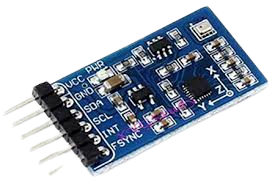 VCC PWR
GND
SDA
SCL
INT
FSYNC
X
Y
Z